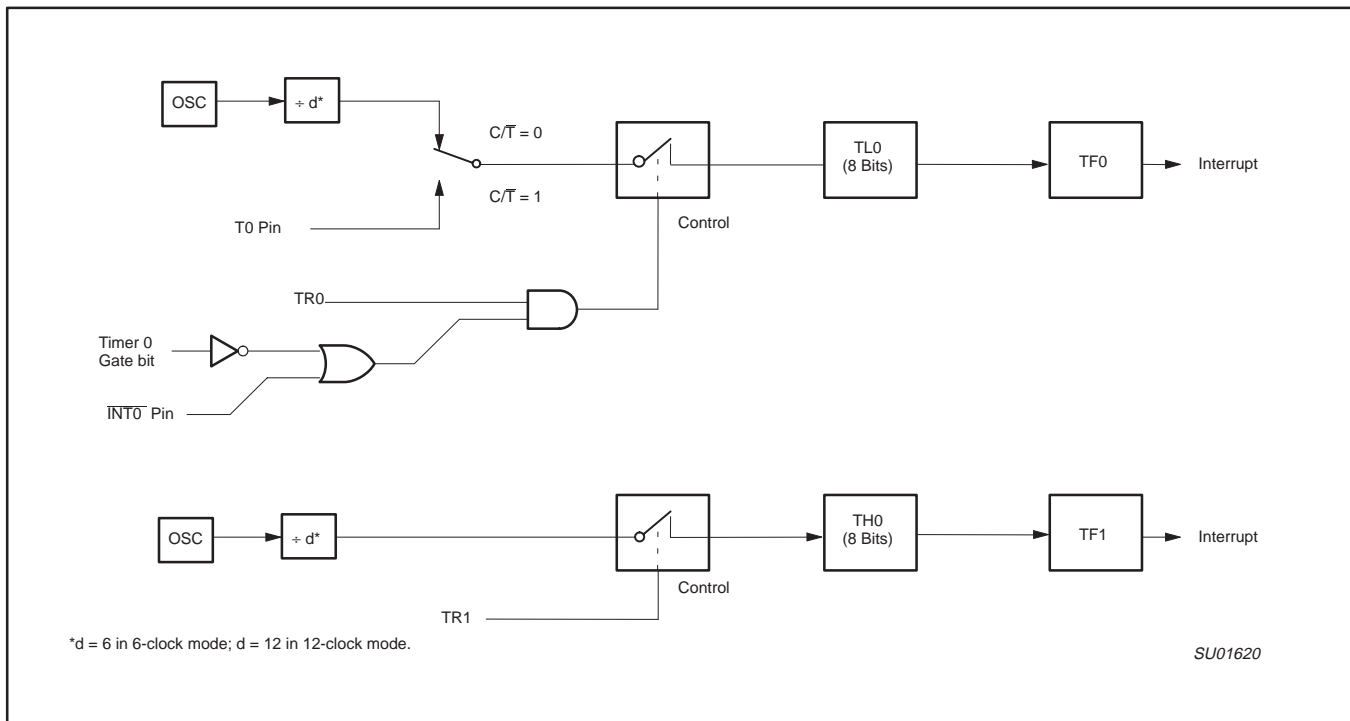 OSC
÷ d*
C/T̅ = 0
C/T̅ = 1
T0 Pin
Control
TL0
(8 Bits)
TF0
Interrupt
TR0
Timer 0
Gate bit
I̅N̅T̅0̅ Pin
OSC
÷ d*
Control
TH0
(8 Bits)
TF1
Interrupt
TR1
*d = 6 in 6-clock mode; d = 12 in 12-clock mode.
SU01620